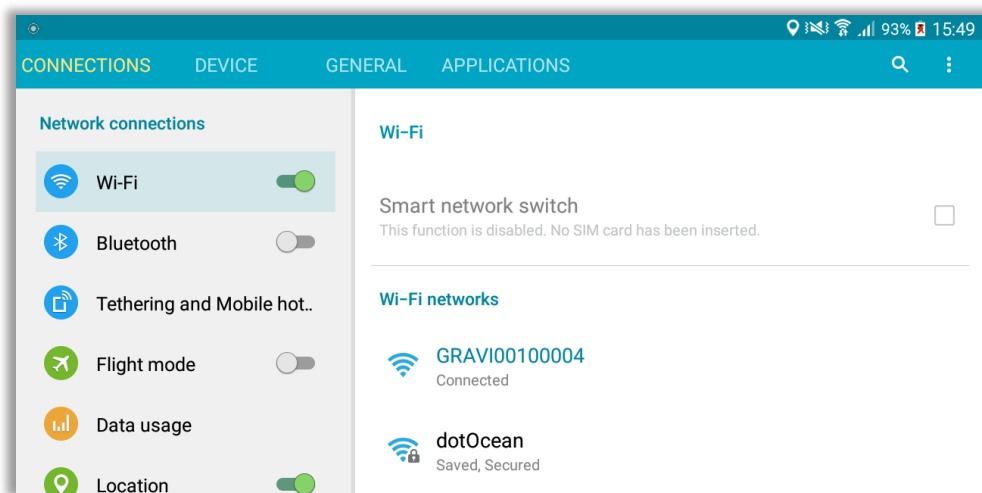 93% 15:49
CONNECTIONS DEVICE GENERAL APPLICATIONS
Network connections
Wi-Fi
Bluetooth
Tethering and Mobile hot..
Flight mode
Data usage
Location
Wi-Fi
Smart network switch
This function is disabled. No SIM card has been inserted.
Wi-Fi networks
GRAVI00100004
Connected
dotOcean
Saved, Secured